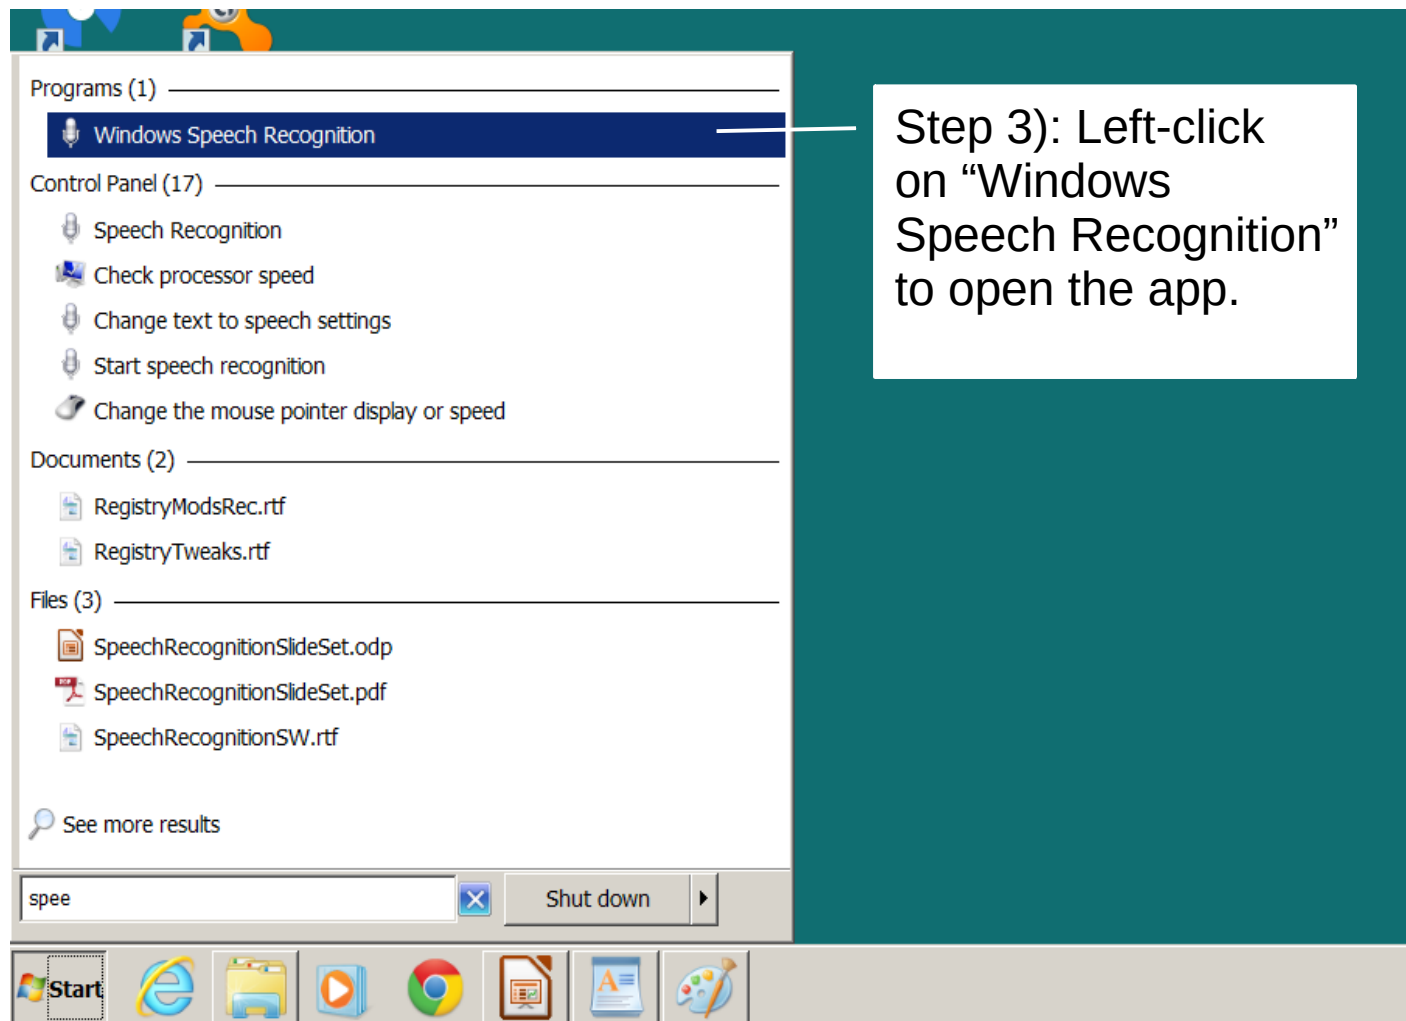 Programs (1)
Windows Speech Recognition
Control Panel (17)
Speech Recognition
Check processor speed
Change text to speech settings
Start speech recognition
Change the mouse pointer display or speed
Documents (2)
RegistryModsRec.rtf
RegistryTweaks.rtf
Files (3)
SpeechRecognitionSlideSet.odp
SpeechRecognitionSlideSet.pdf
SpeechRecognitionSW.rtf
See more results
spee
Shut down
Start
Step 3): Left-click
on “Windows
Speech Recognition”
to open the app.